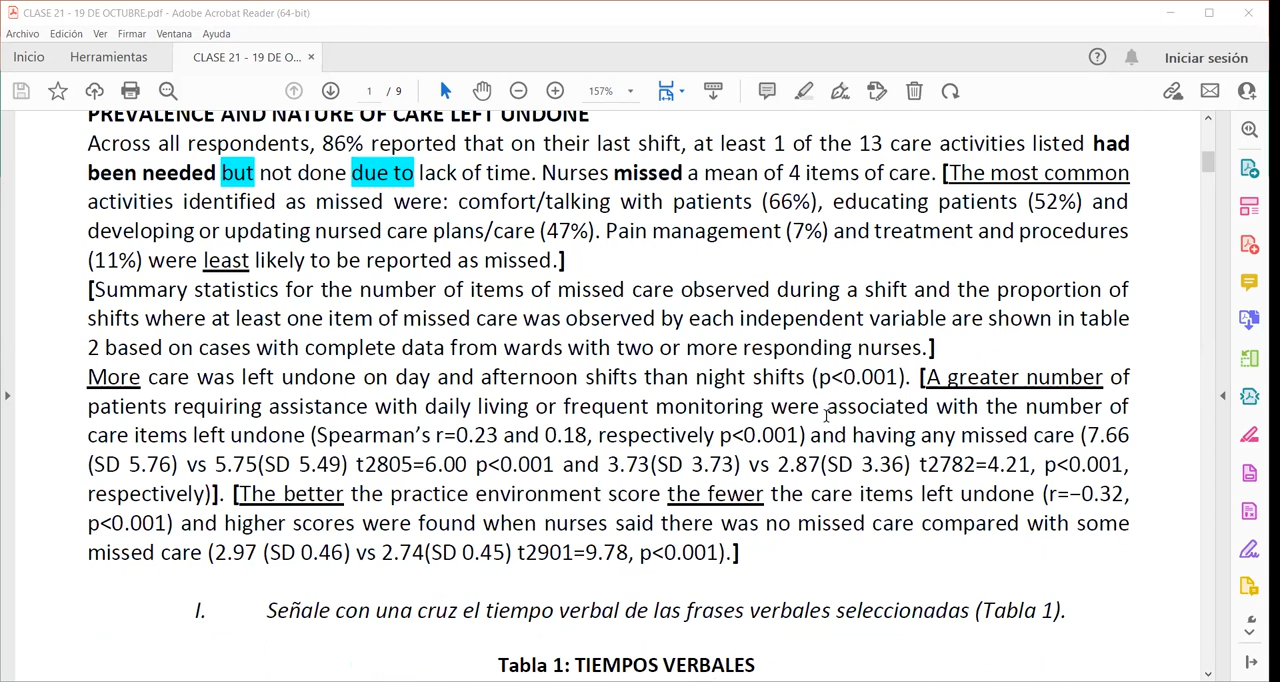 CLASE 21 - 19 DE OCTUBRE.pdf - Adobe Acrobat Reader (64-bit)
Archivo Edición Ver Firmar Ventana Ayuda
Inicio Herramientas CLASE 21 - 19 DE O... × Iniciar sesión
1 / 9 157%
PREVALENCE AND NATURE OF CARE LEFT UNDONE
Across all respondents, 86% reported that on their last shift, at least 1 of the 13 care activities listed had
been needed but not done due to lack of time. Nurses missed a mean of 4 items of care. [The most common
activities identified as missed were: comfort/talking with patients (66%), educating patients (52%) and
developing or updating nursed care plans/care (47%). Pain management (7%) and treatment and procedures
(11%) were least likely to be reported as missed.]
[Summary statistics for the number of items of missed care observed during a shift and the proportion of
shifts where at least one item of missed care was observed by each independent variable are shown in table
2 based on cases with complete data from wards with two or more responding nurses.]
More care was left undone on day and afternoon shifts than night shifts (p<0.001). [A greater number of
patients requiring assistance with daily living or frequent monitoring were associated with the number of
care items left undone (Spearman’s r=0.23 and 0.18, respectively p<0.001) and having any missed care (7.66
(SD 5.76) vs 5.75(SD 5.49) t2805=6.00 p<0.001 and 3.73(SD 3.73) vs 2.87(SD 3.36) t2782=4.21, p<0.001,
respectively)]. [The better the practice environment score the fewer the care items left undone (r=−0.32,
p<0.001) and higher scores were found when nurses said there was no missed care compared with some
missed care (2.97 (SD 0.46) vs 2.74(SD 0.45) t2901=9.78, p<0.001).]
I. Señale con una cruz el tiempo verbal de las frases verbales seleccionadas (Tabla 1).
Tabla 1: TIEMPOS VERBALES